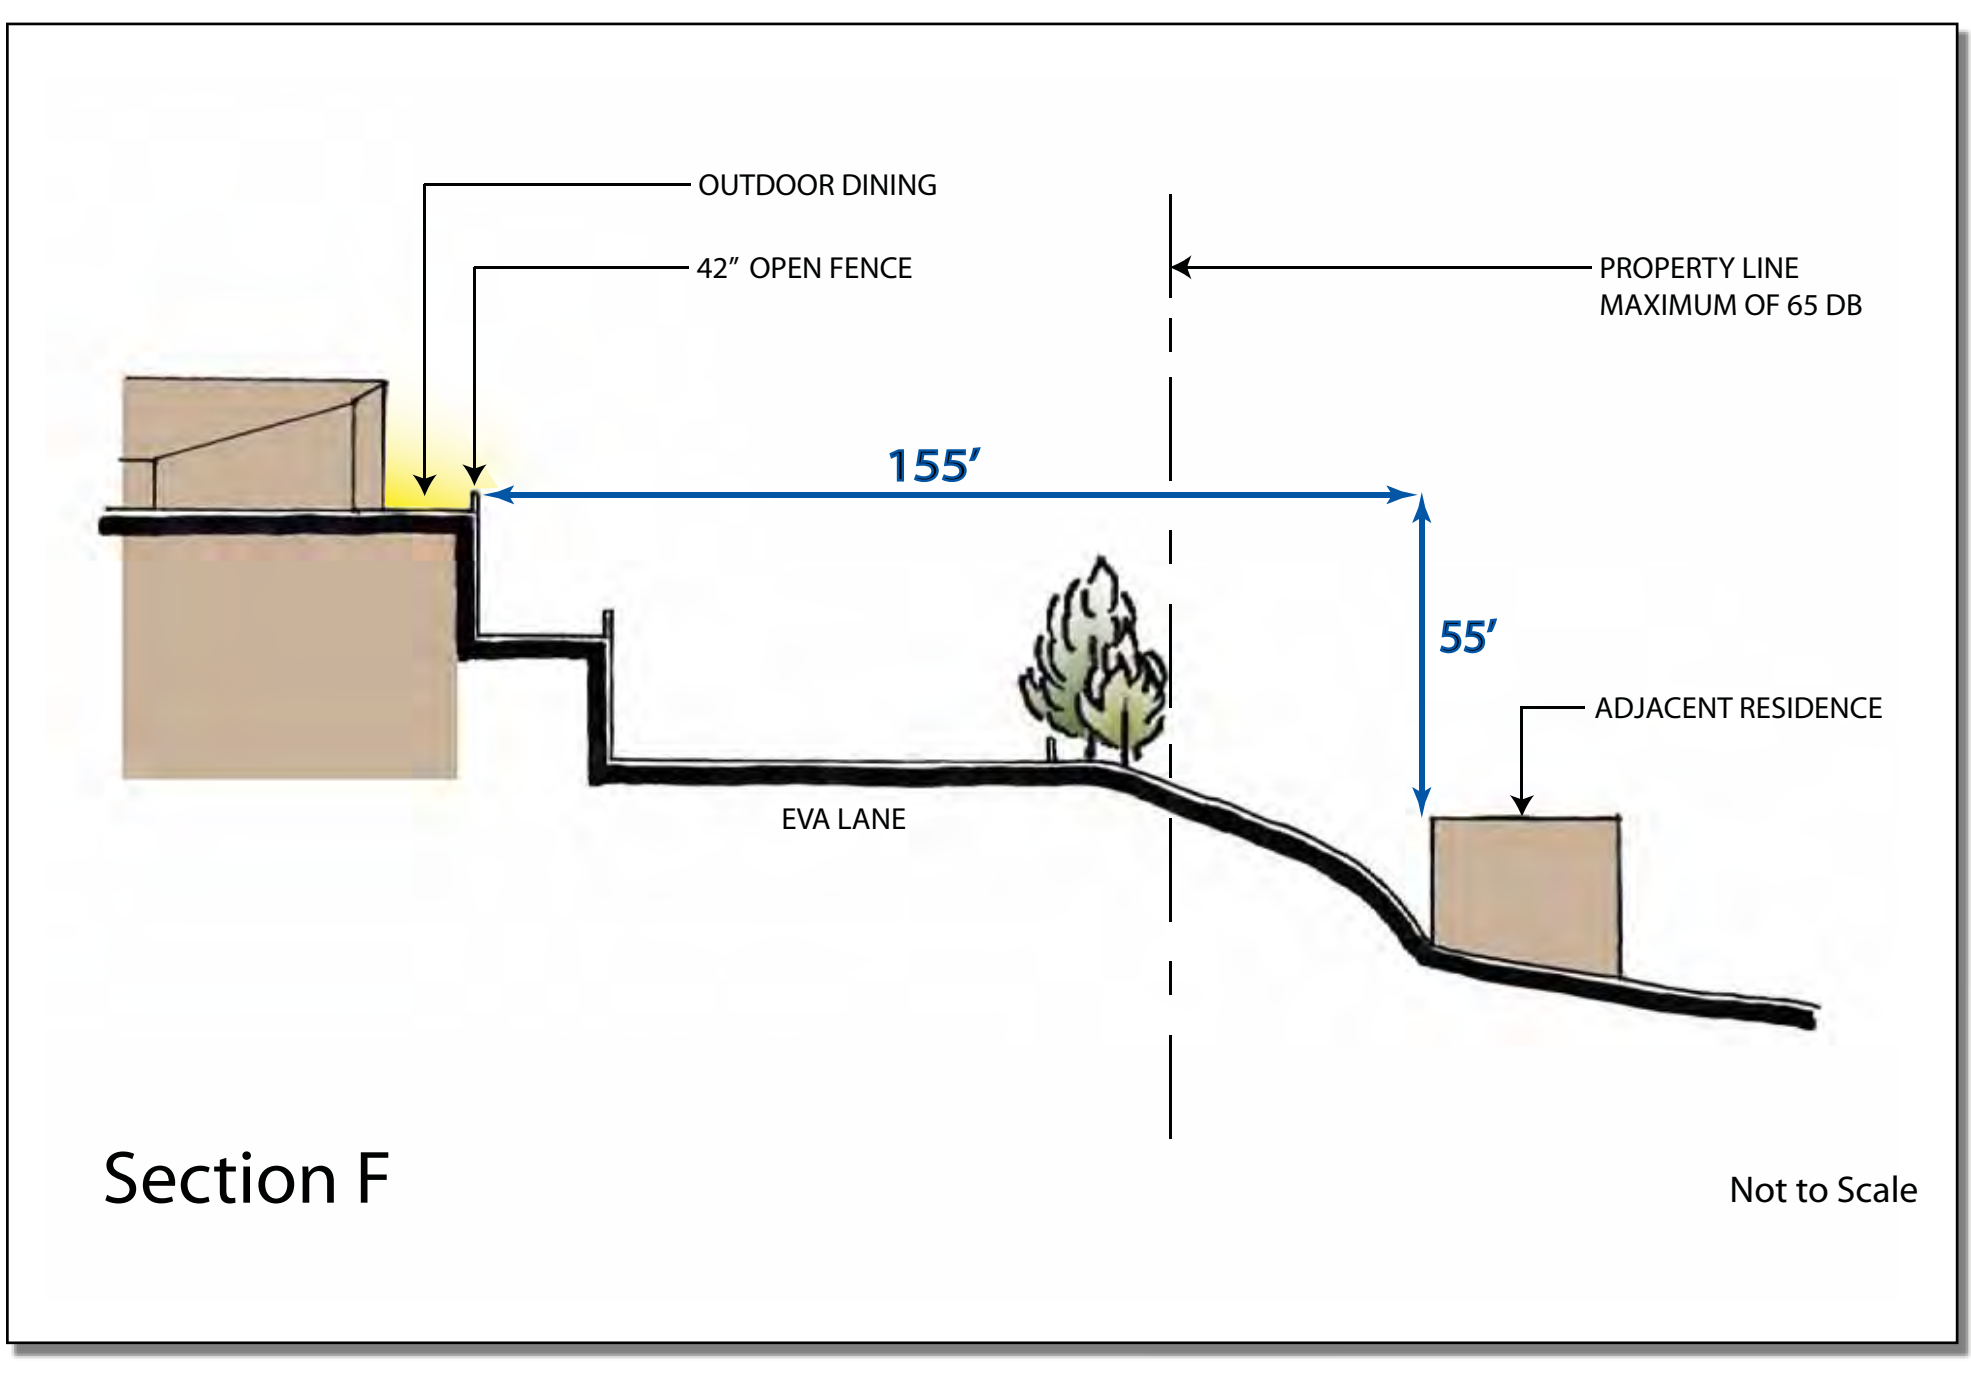 OUTDOOR DINING
42” OPEN FENCE
PROPERTY LINE
MAXIMUM OF 65 DB
155’
55’
ADJACENT RESIDENCE
EVA LANE
Section F
Not to Scale